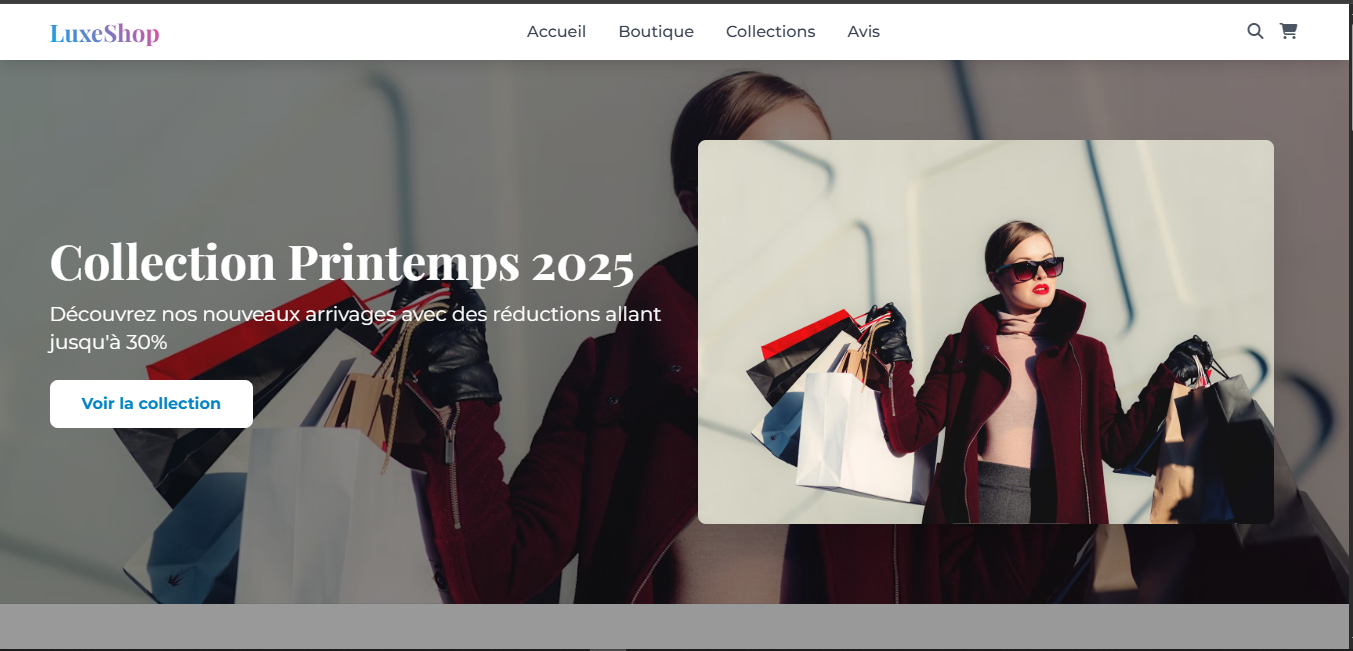 LuxeShop
Accueil
Boutique
Collections
Avis
Collection Printemps 2025
Découvrez nos nouveaux arrivages avec des réductions allant
jusqu'à 30%
Voir la collection